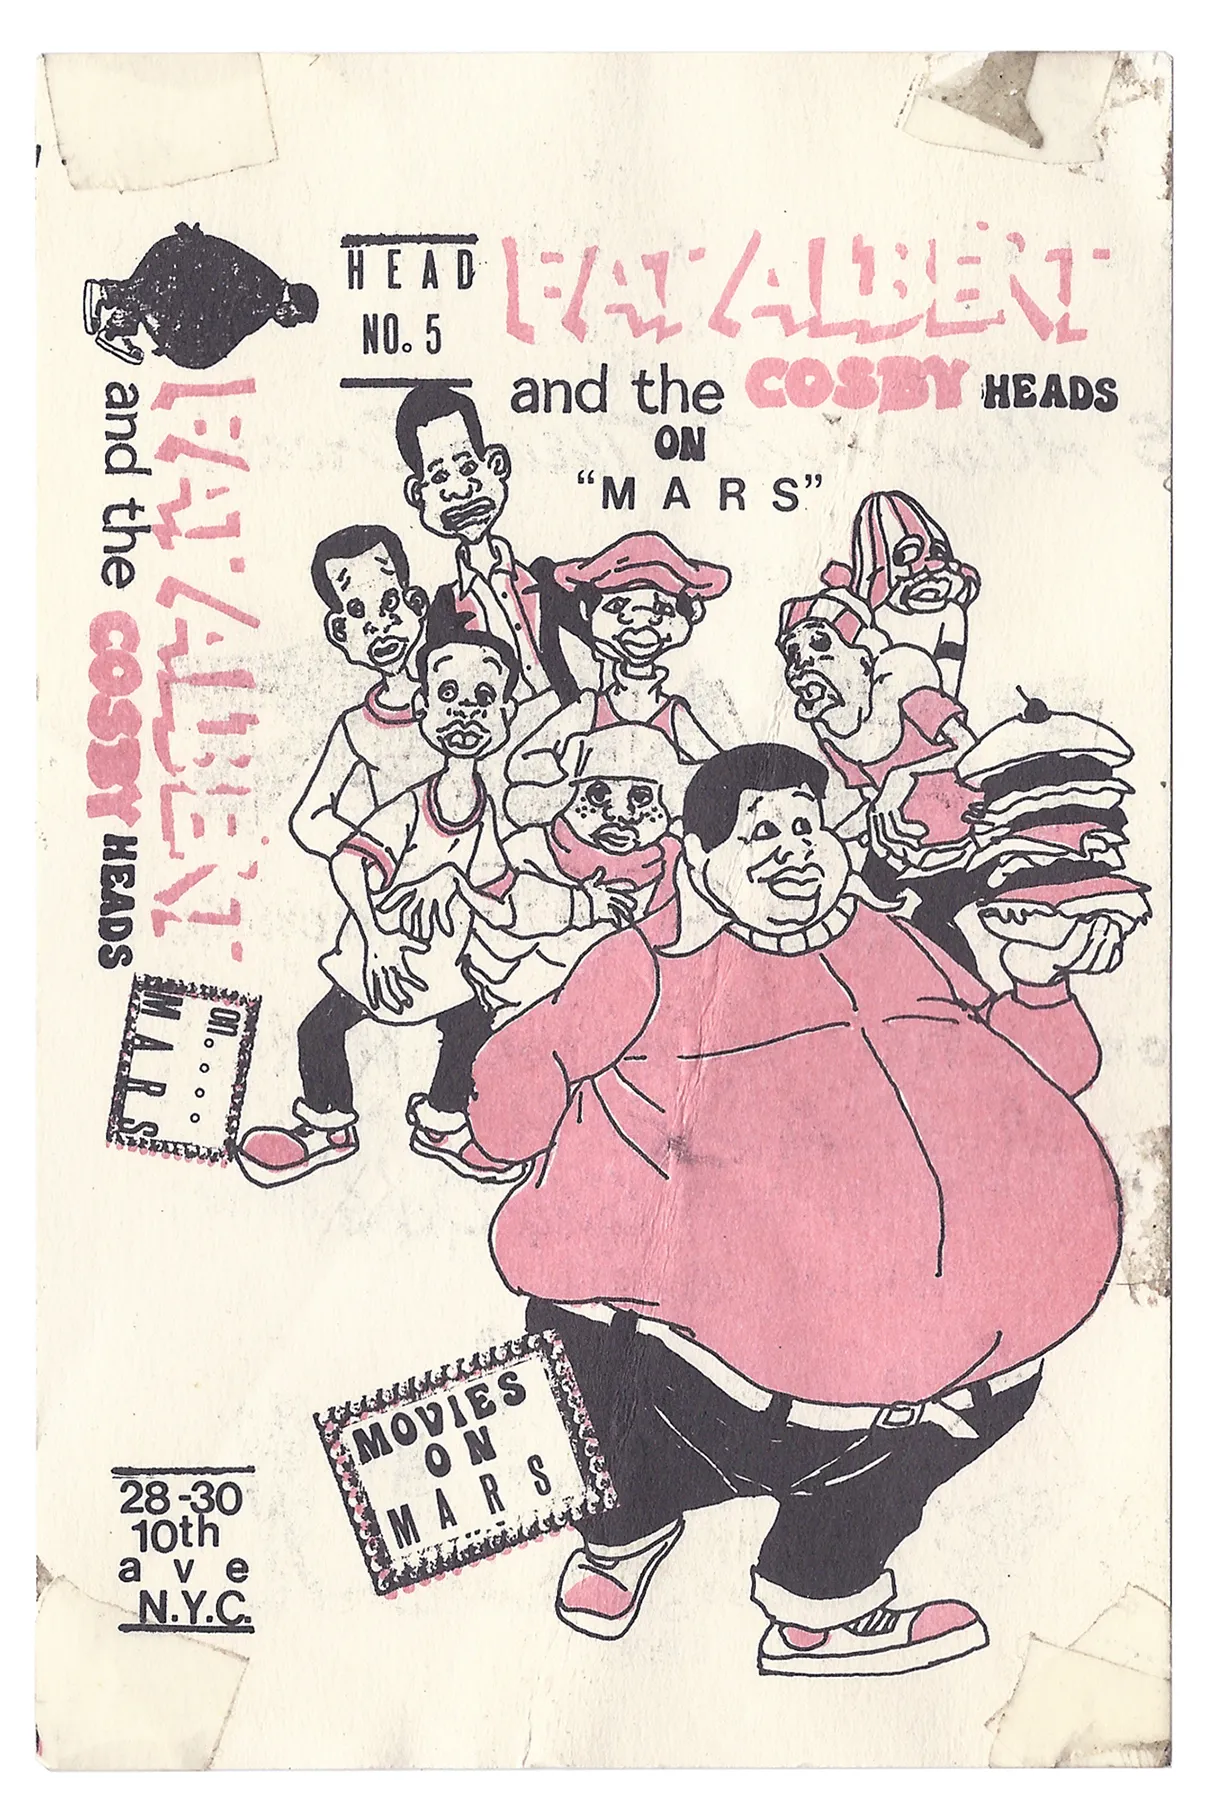 HEAD
NO. 5
FAT ALBERT
and the COSBY HEADS
ON
“MARS”
FAT ALBERT
and the COSBY HEADS
ON....
MARS
MOVIES
ON
MARS
28-30
10th
ave
N.Y.C.